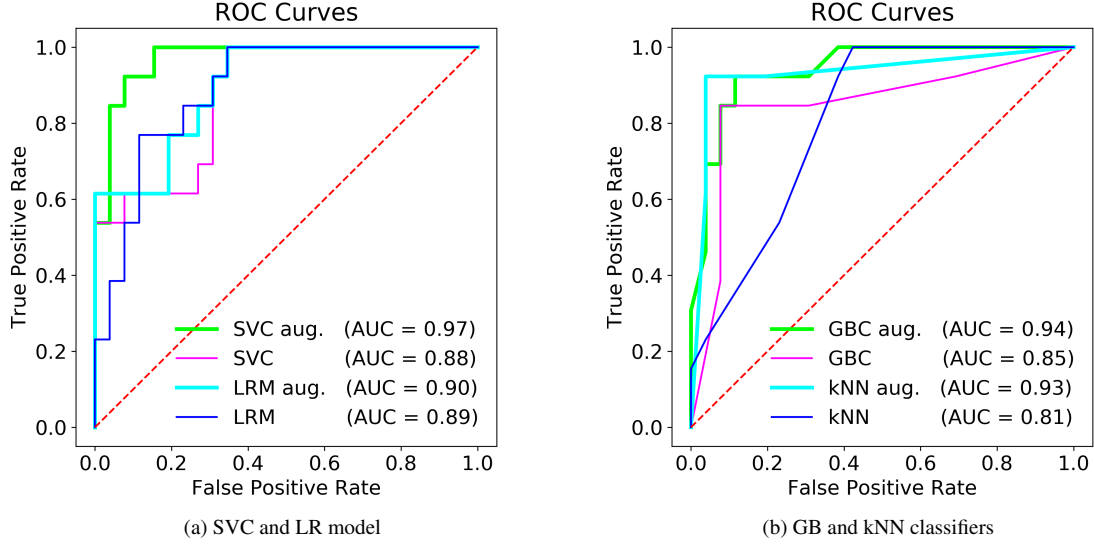 ROC Curves
1.0
0.8
0.6
0.4
0.2
0.0
True Positive Rate
SVC aug. (AUC = 0.97)
SVC (AUC = 0.88)
LRM aug. (AUC = 0.90)
LRM (AUC = 0.89)
0.0 0.2 0.4 0.6 0.8 1.0
False Positive Rate
(a) SVC and LR model
ROC Curves
1.0
0.8
0.6
0.4
0.2
0.0
True Positive Rate
GBC aug. (AUC = 0.94)
GBC (AUC = 0.85)
kNN aug. (AUC = 0.93)
kNN (AUC = 0.81)
0.0 0.2 0.4 0.6 0.8 1.0
False Positive Rate
(b) GB and kNN classifiers